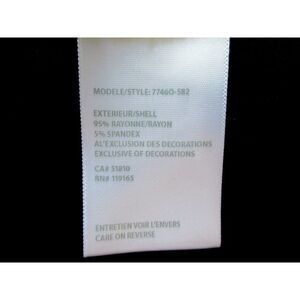 MODELE/STYLE: 77460-582
EXTERIEUR/SHELL
95% RAYONNE/RAYON
5% SPANDEX
AL'EXCLUSION DES DECORATIONS
EXCLUSIVE OF DECORATIONS
CA# 51810
RN# 119165
ENTRETIEN VOIR L'ENVERS
CARE ON REVERSE